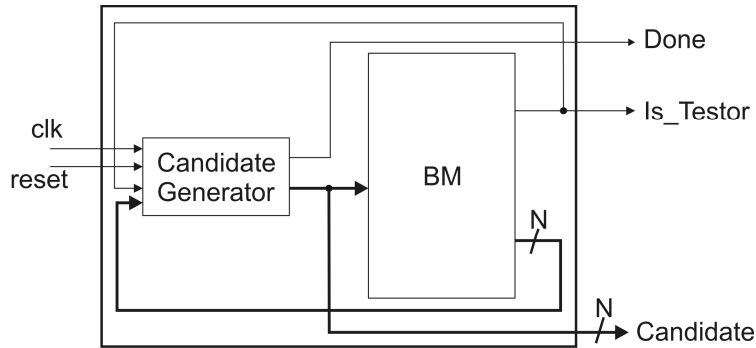 Done
Is_Testor
clk
reset
Candidate
Generator
BM
N
N
Candidate